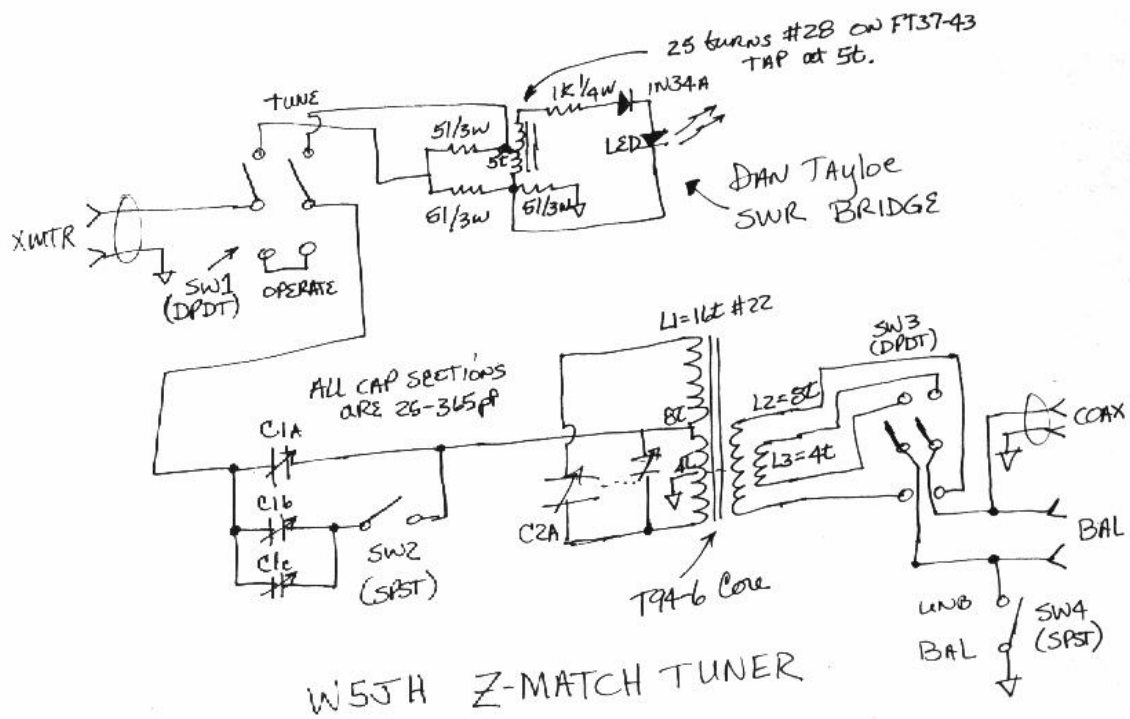 25 turns #28 ON FT37-43
TAP at 5t.
TUNE
1K 1/4W
1N34A
51/3W
5t
LED
51/3W
51/3W
DAN TAYLOE
SWR BRIDGE
XMTR
SW1
(DPDT)
OPERATE
L1=16t #22
SW3
(DPDT)
ALL CAP SECTIONS
ARE 26-365pf
L2=8t
8t
COAX
C1A
L3=4t
4t
C1b
C2A
BAL
C1c
SW2
(SPST)
T94-6 Core
UNB
SW4
BAL
(SPST)
W5JH Z-MATCH TUNER